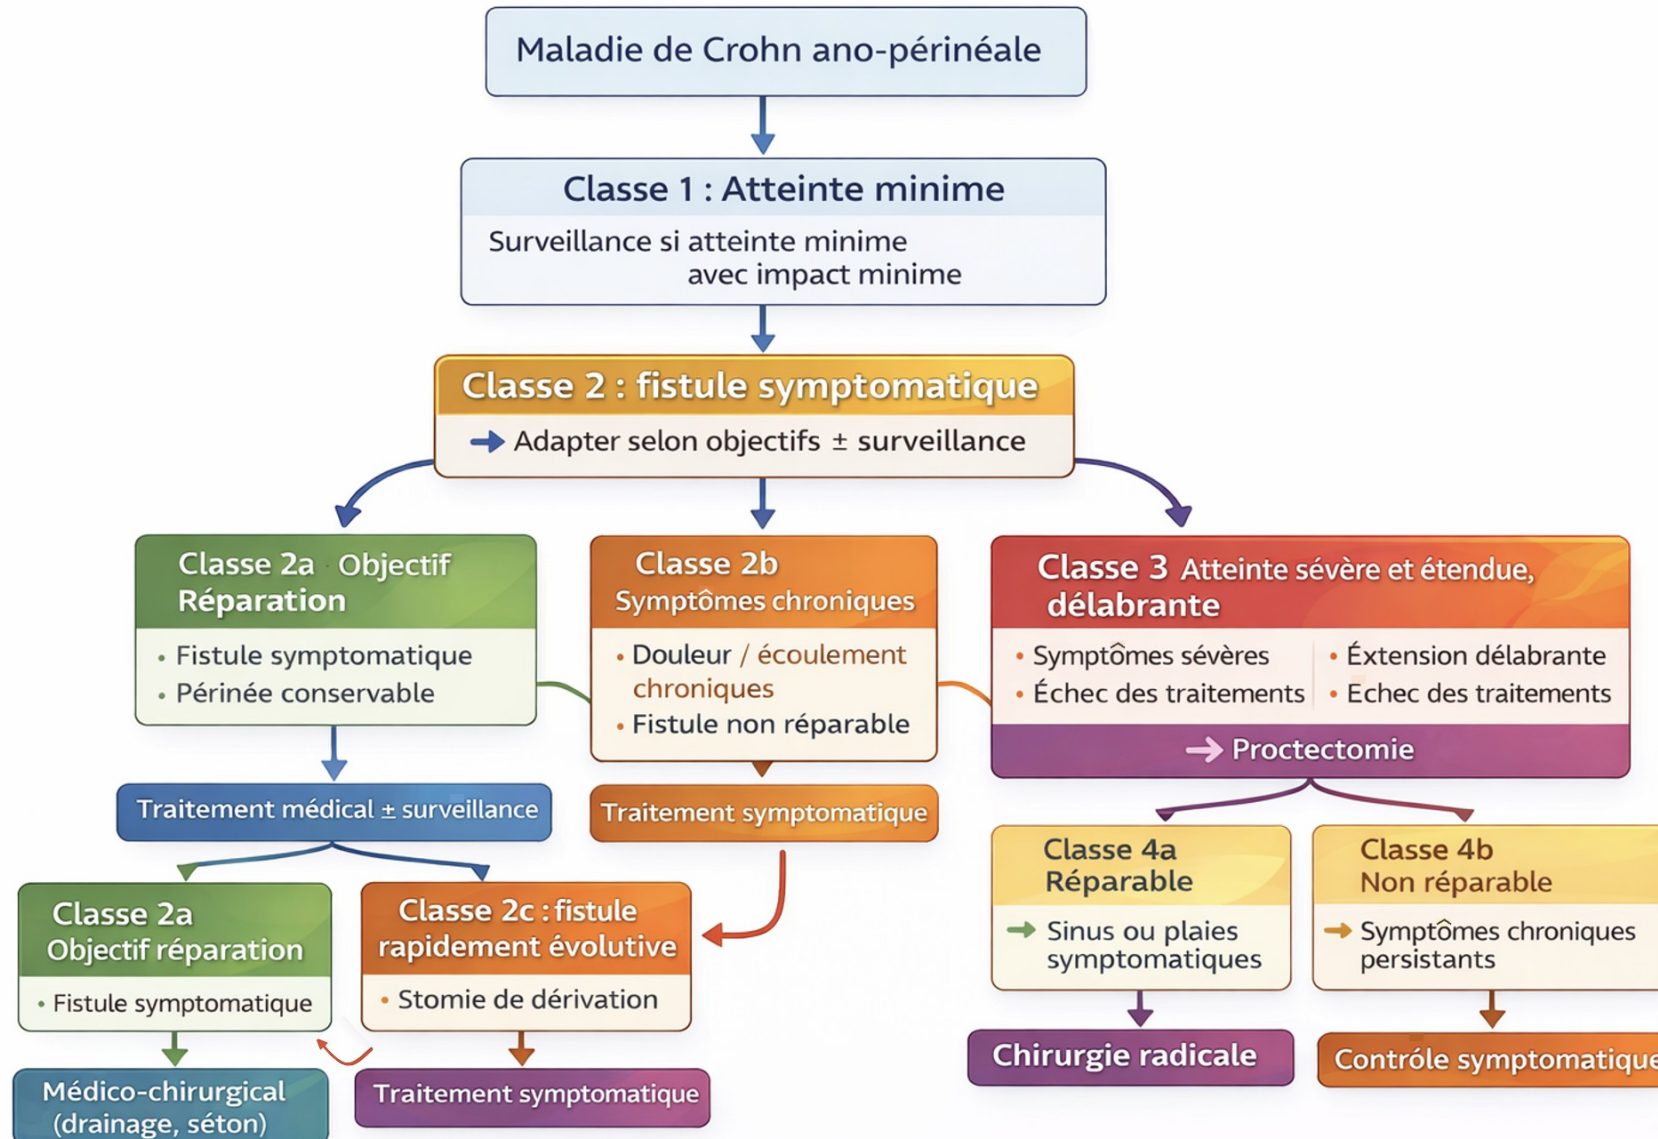 Maladie de Crohn ano-périnéale
Classe 1 : Atteinte minime
Surveillance si atteinte minime
avec impact minime
Classe 2 : fistule symptomatique
➔ Adapter selon objectifs ± surveillance
Classe 2a · Objectif
Réparation
• Fistule symptomatique
• Périnée conservable
Traitement médical ± surveillance
Classe 2b
Symptômes chroniques
• Douleur / écoulement
chroniques
• Fistule non réparable
Traitement symptomatique
Classe 3 Atteinte sévère et étendue,
délabrante
• Symptômes sévères
• Échec des traitements
• Éxtension délabrante
• Echec des traitements
→ Proctectomie
Classe 2a
Objectif réparation
• Fistule symptomatique
Médico-chirurgical
(drainage, séton)
Classe 2c : fistule
rapidement évolutive
• Stomie de dérivation
Traitement symptomatique
Classe 4a
Réparable
→ Sinus ou plaies
symptomatiques
Chirurgie radicale
Classe 4b
Non réparable
→ Symptômes chroniques
persistants
Contróle symptomatique